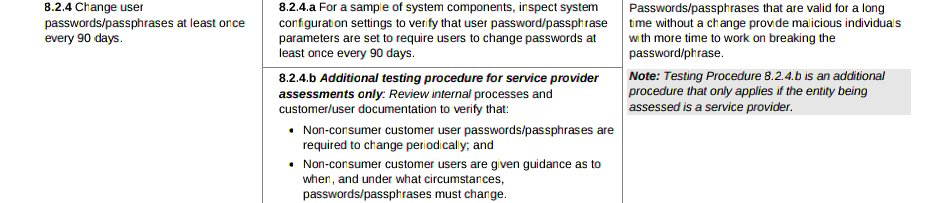 8.2.4 Change user
passwords/passphrases at least once
every 90 days.
8.2.4.a For a sample of system components, inspect system
configuration settings to verify that user password/passphrase
parameters are set to require users to change passwords at
least once every 90 days.
Passwords/passphrases that are valid for a long
time without a change provide malicious individuals
with more time to work on breaking the
password/phrase.
8.2.4.b Additional testing procedure for service provider
assessments only: Review internal processes and
customer/user documentation to verify that:
• Non-consumer customer user passwords/passphrases are
required to change periodically; and
• Non-consumer customer users are given guidance as to
when, and under what circumstances,
passwords/passphrases must change.
Note: Testing Procedure 8.2.4.b is an additional
procedure that only applies if the entity being
assessed is a service provider.